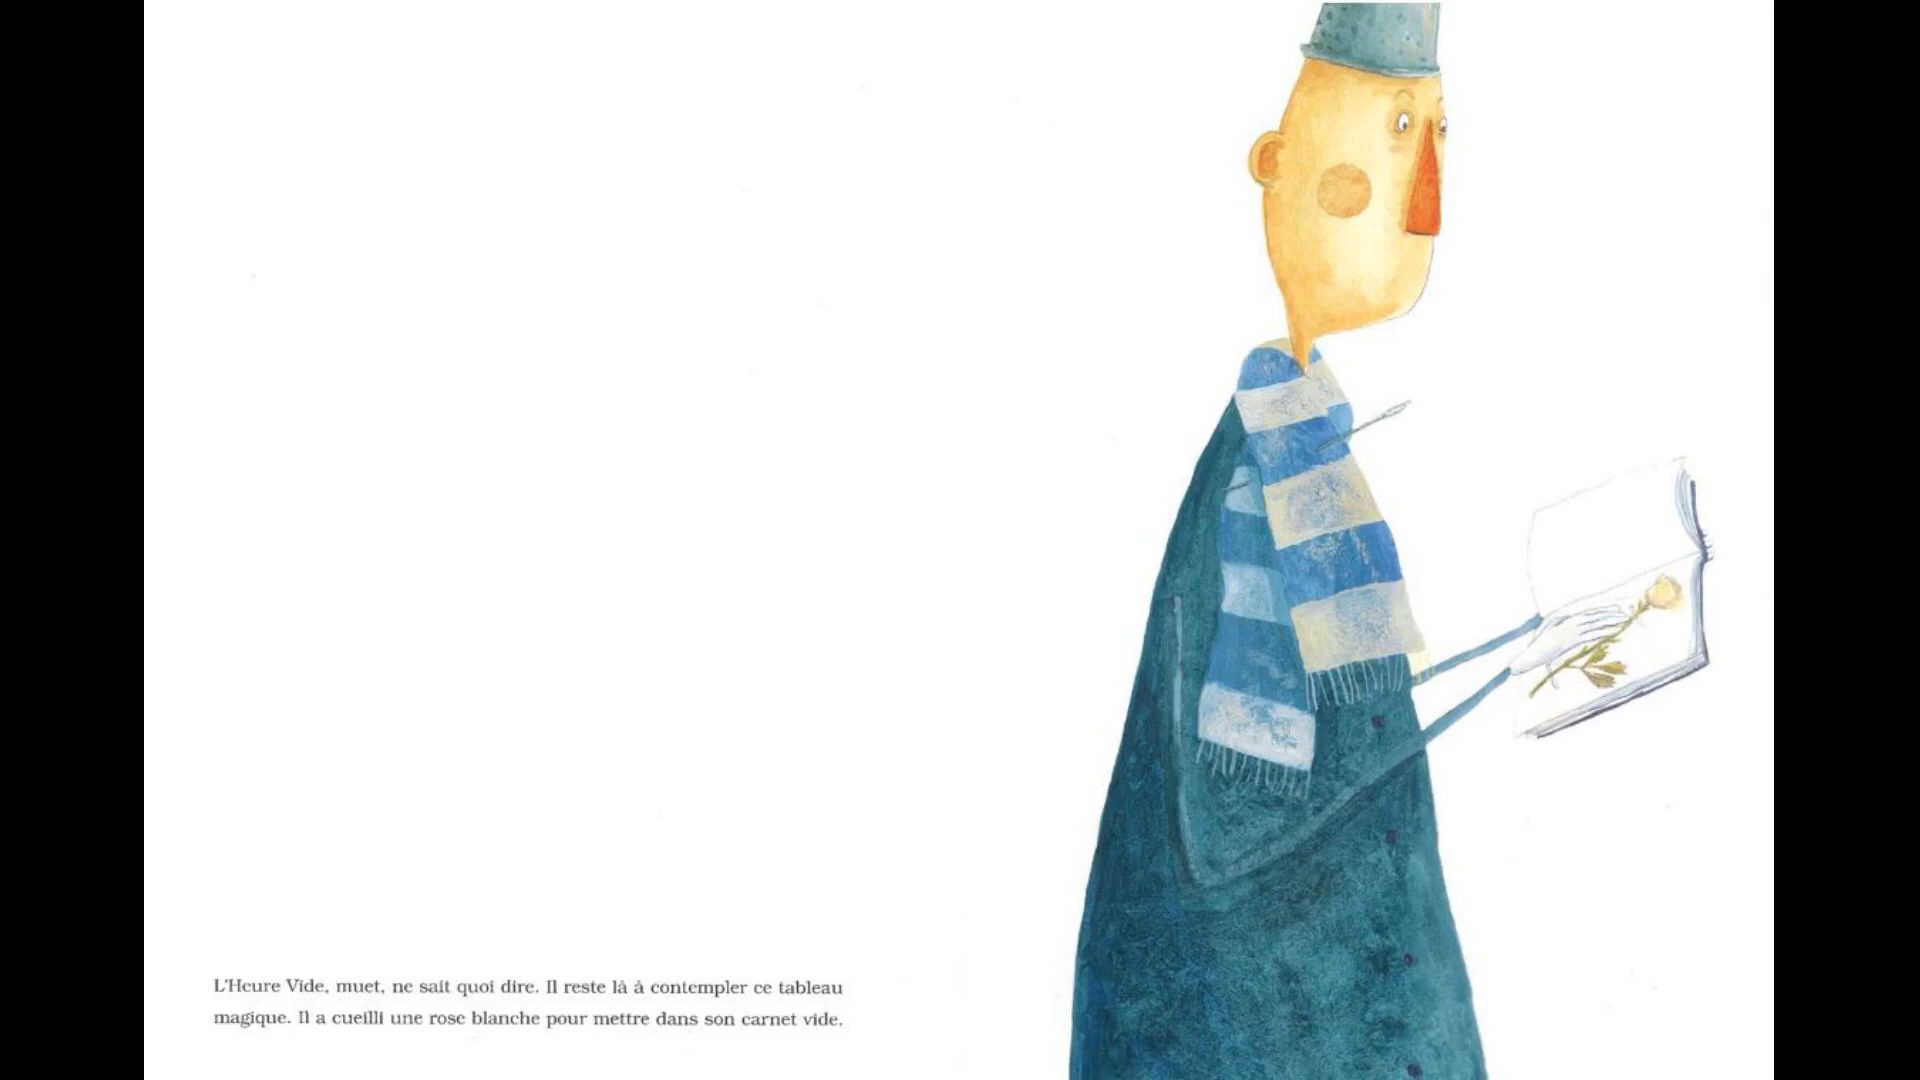 L'Heure Vide, muet, ne sait quoi dire. Il reste là à contempler ce tableau
magique. Il a cueilli une rose blanche pour mettre dans son carnet vide.